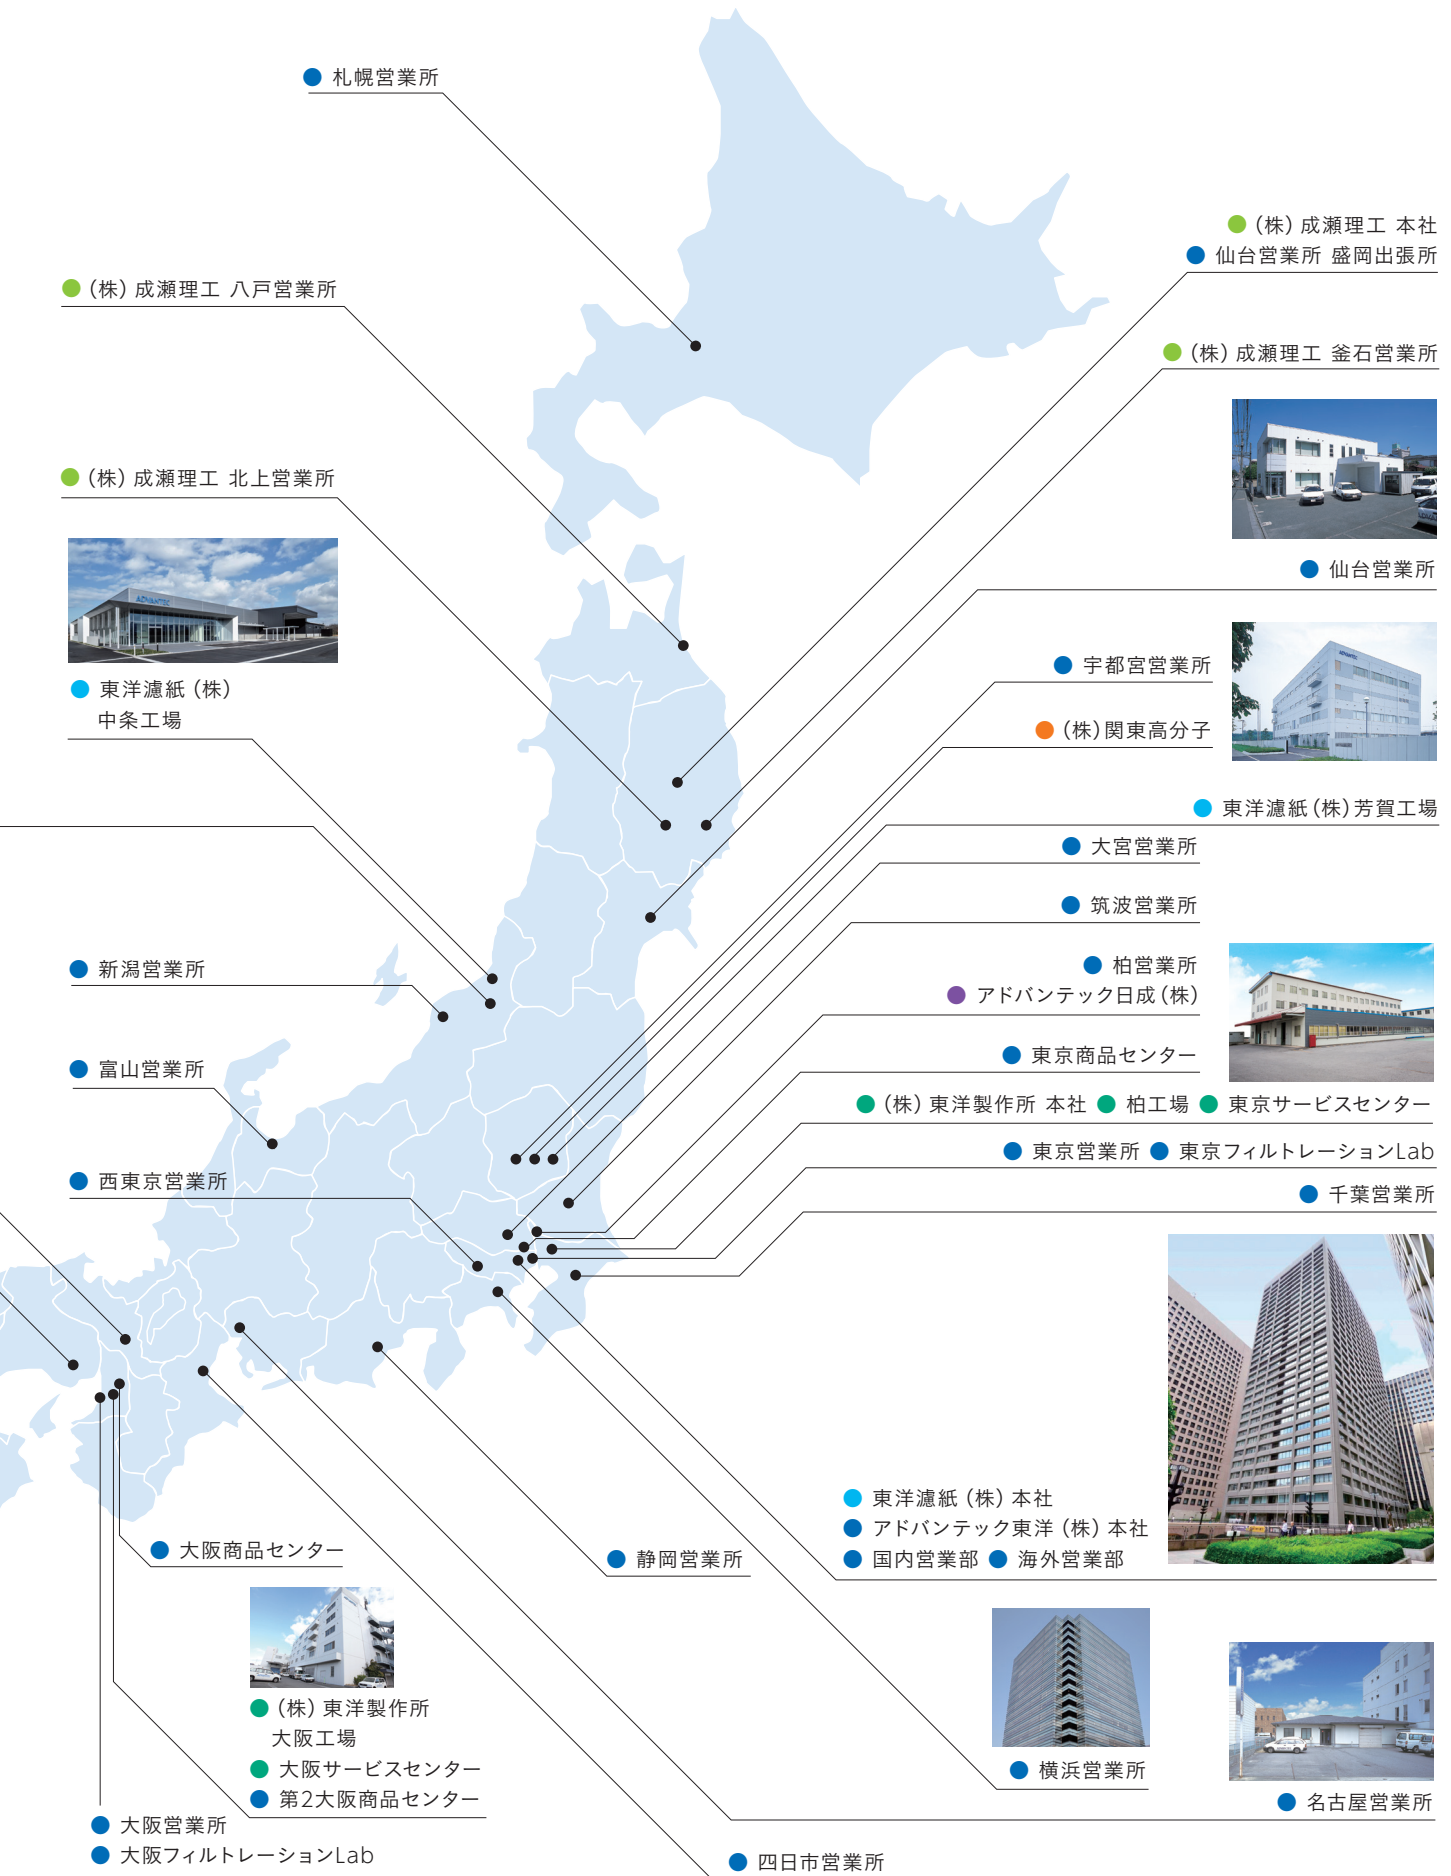 札幌営業所
(株)成瀬理工 本社
仙台営業所 盛岡出張所
(株)成瀬理工 八戸営業所
(株)成瀬理工 釜石営業所
(株)成瀬理工 北上営業所
仙台営業所
ADVANTEC
東洋濾紙(株)
中条工場
宇都宮営業所
ADVANTEC
(株)関東高分子
東洋濾紙(株)芳賀工場
大宮営業所
筑波営業所
新潟営業所
柏営業所
アドバンテック日成(株)
東京商品センター
富山営業所
(株)東洋製作所 本社 柏工場 東京サービスセンター
東京営業所 東京フィルトレーションLab
西東京営業所
千葉営業所
東洋濾紙(株)本社
アドバンテック東洋(株)本社
国内営業部 海外営業部
大阪商品センター
静岡営業所
(株)東洋製作所
大阪工場
大阪サービスセンター
第2大阪商品センター
横浜営業所
名古屋営業所
大阪営業所
大阪フィルトレーションLab
四日市営業所